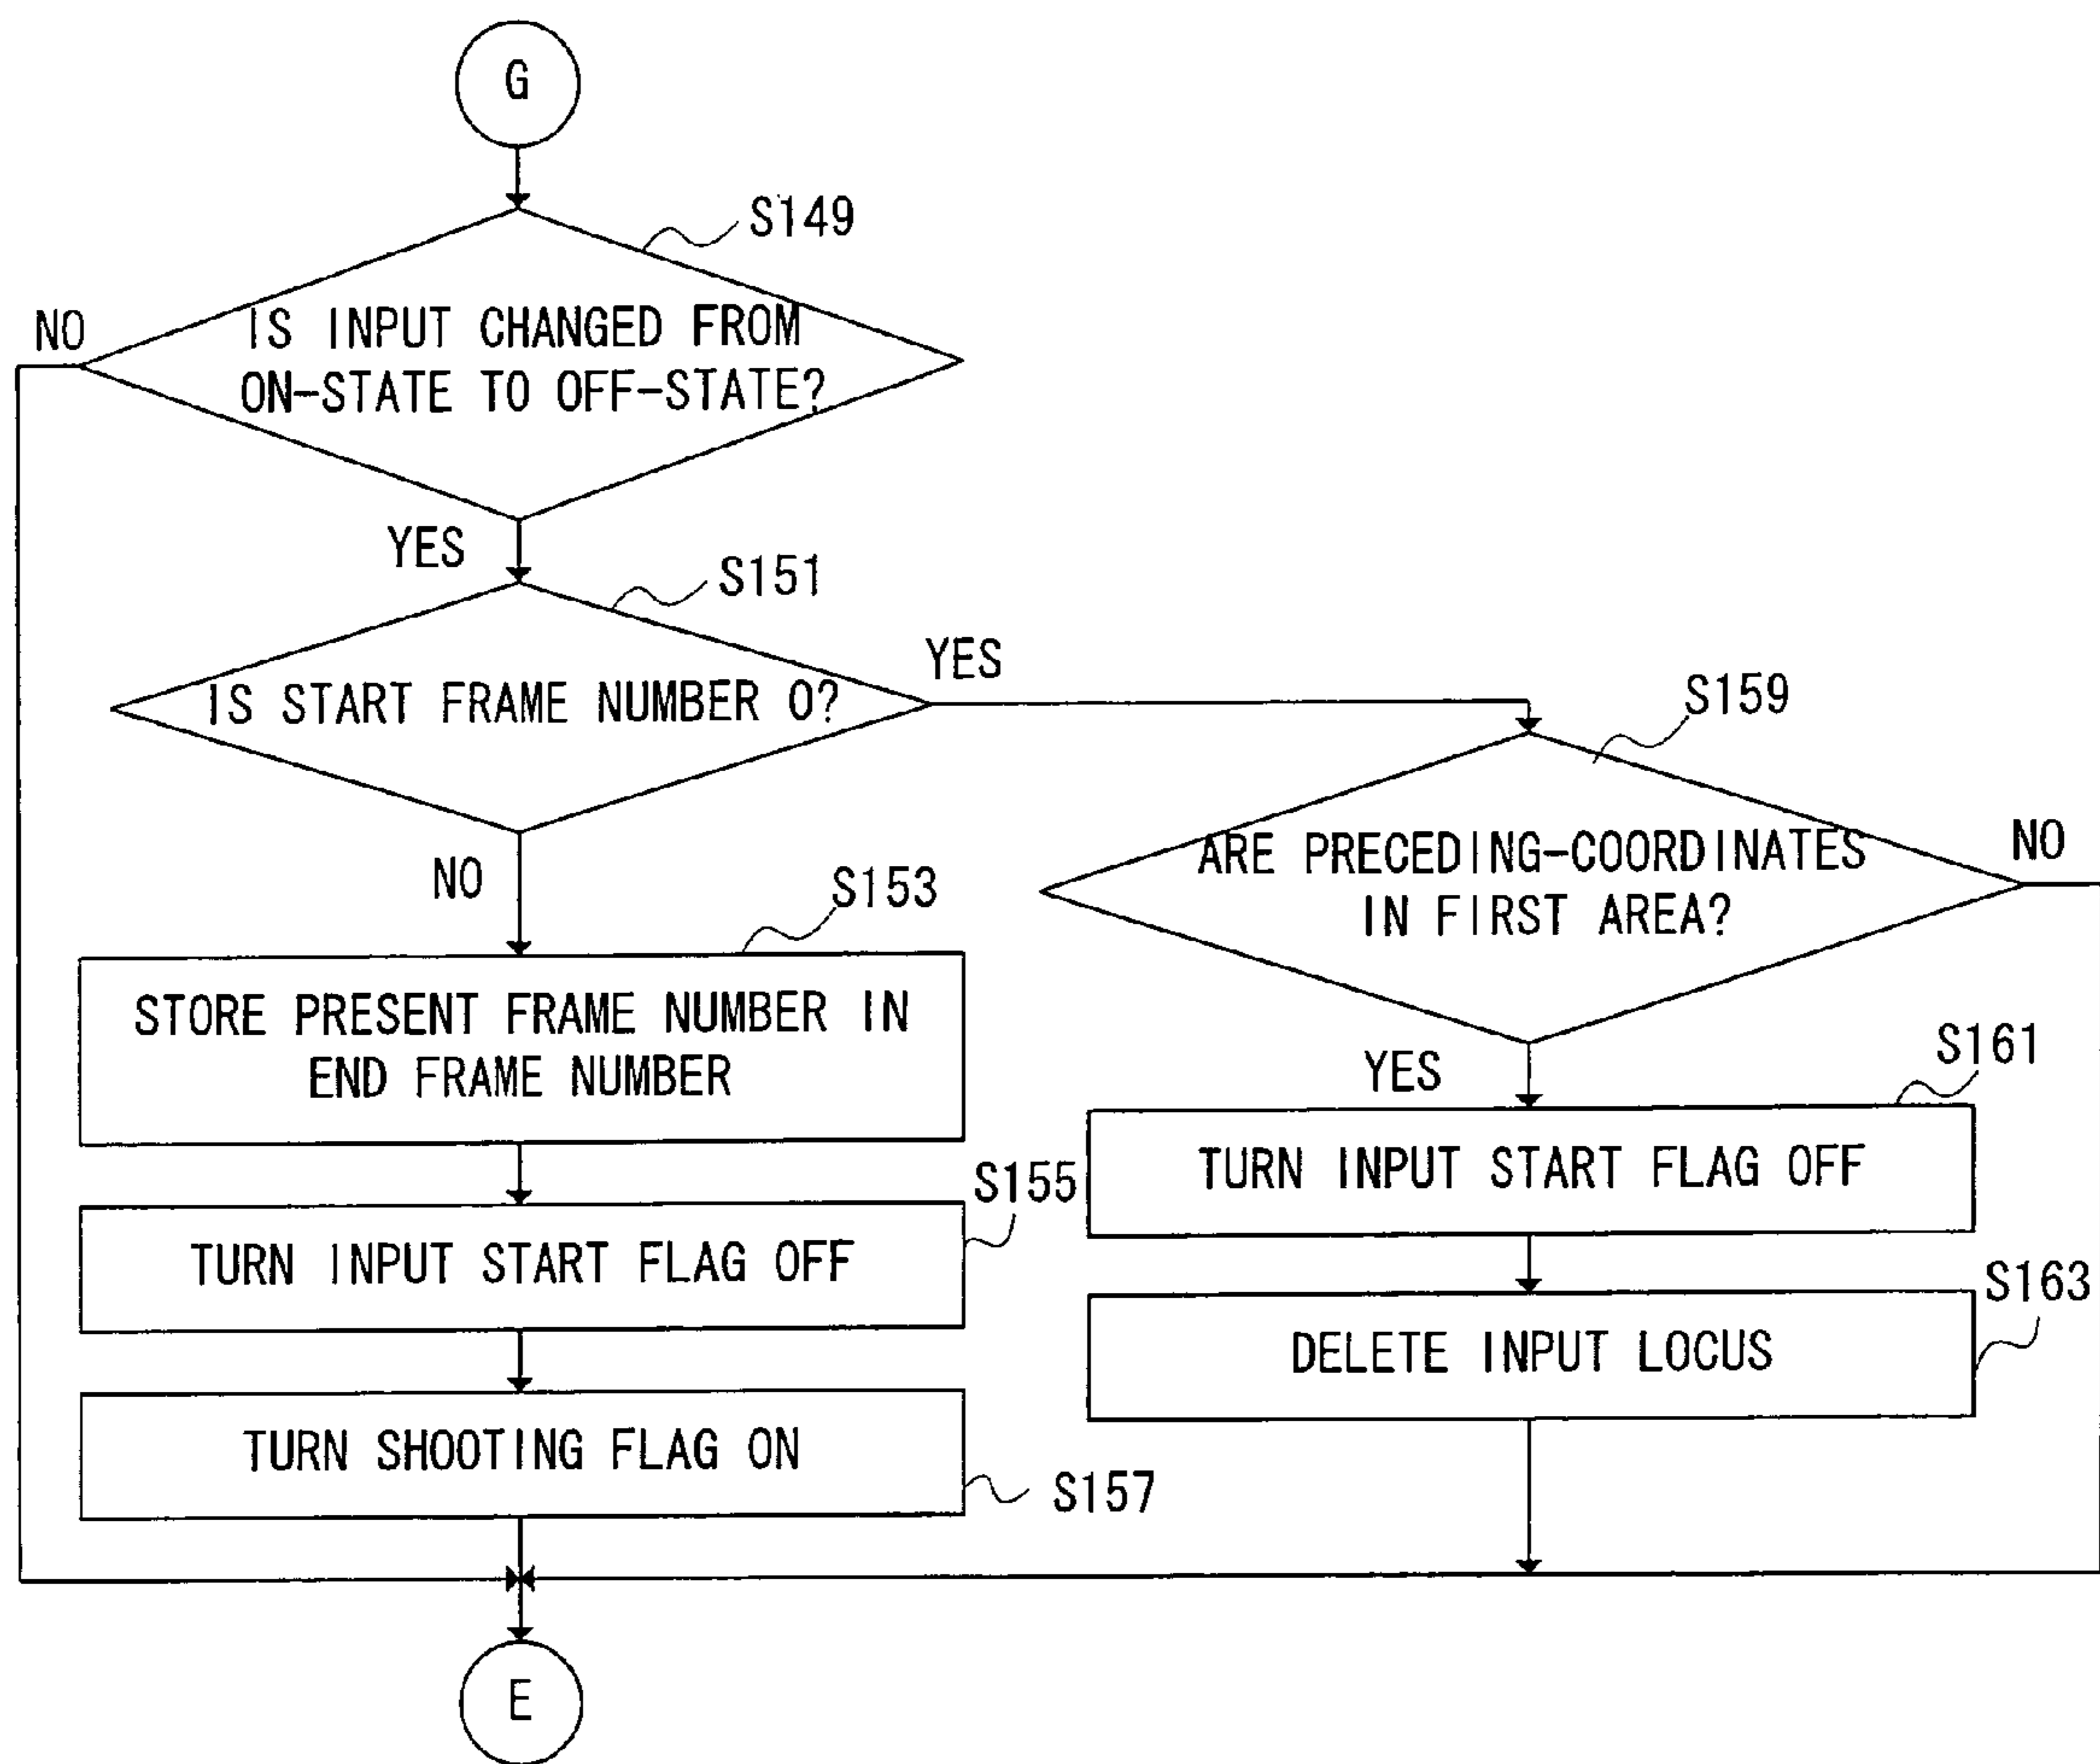 G
S149
NO
IS INPUT CHANGED FROM
ON-STATE TO OFF-STATE?
YES
S151
IS START FRAME NUMBER 0?
YES
S159
ARE PRECEDING-COORDINATES
IN FIRST AREA?
NO
NO
S153
STORE PRESENT FRAME NUMBER IN
END FRAME NUMBER
YES
S161
TURN INPUT START FLAG OFF
S155
TURN INPUT START FLAG OFF
S163
DELETE INPUT LOCUS
TURN SHOOTING FLAG ON
S157
E